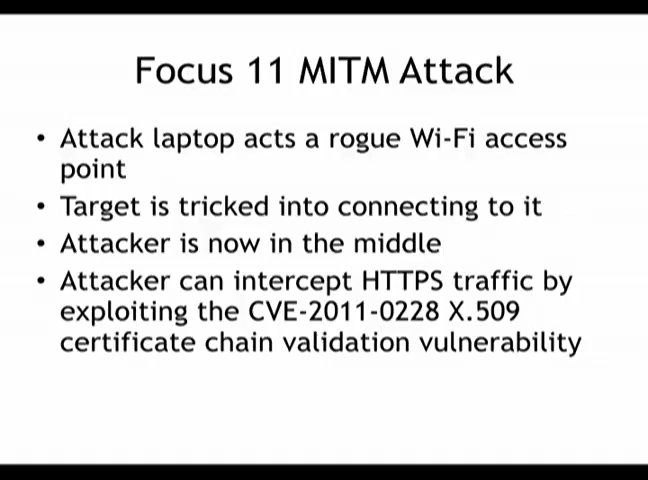 Focus 11 MITM Attack
• Attack laptop acts a rogue Wi-Fi access
point
• Target is tricked into connecting to it
• Attacker is now in the middle
• Attacker can intercept HTTPS traffic by
exploiting the CVE-2011-0228 X.509
certificate chain validation vulnerability